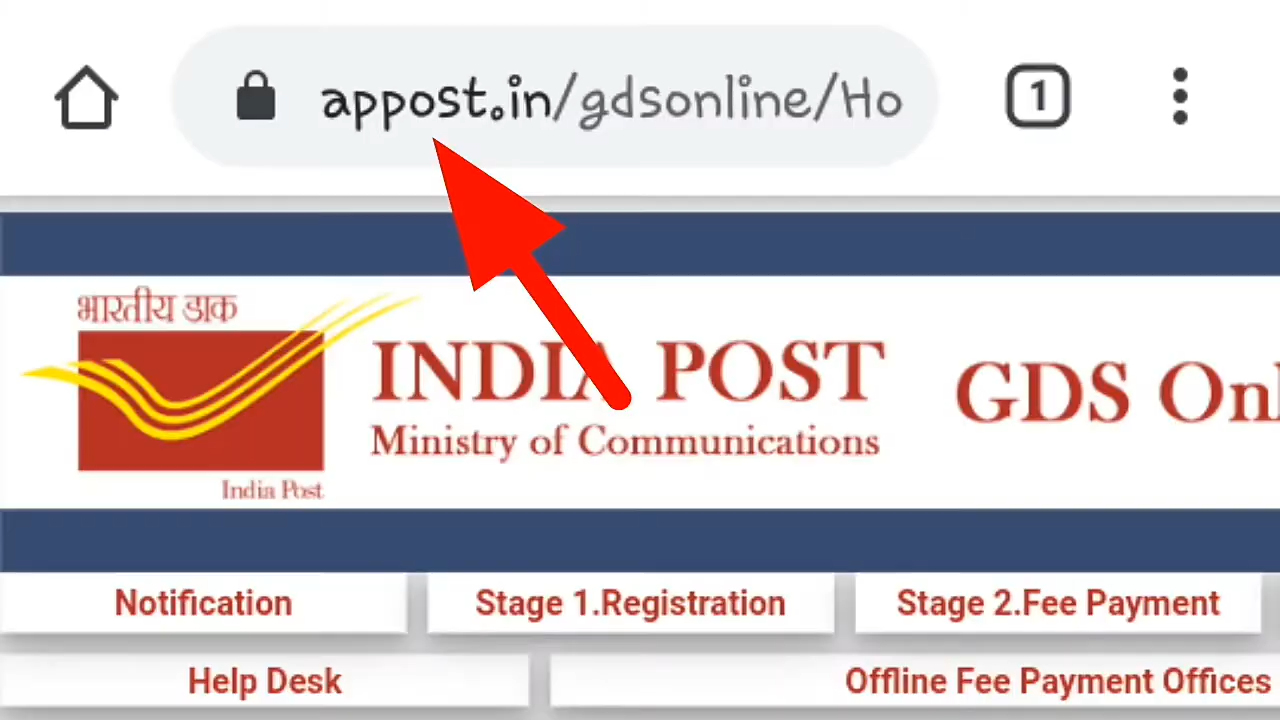 appost.in/gdsonline/Ho
1
भारतीय डाक
India Post
INDIA POST
Ministry of Communications
GDS Onl
Notification
Stage 1.Registration
Stage 2.Fee Payment
Help Desk
Offline Fee Payment Offices